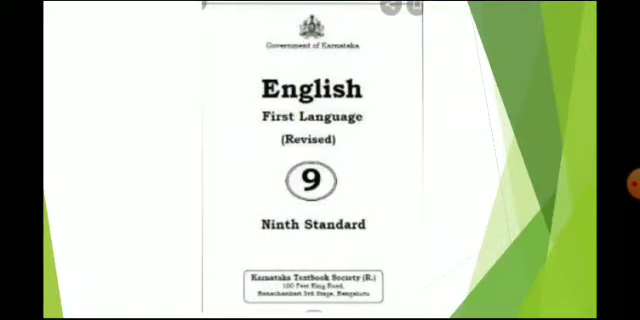 Government of Karnataka
English
First Language
(Revised)
9
Ninth Standard
Karnataka Textbook Society (R.)
100 Feet Ring Road,
Banashankari 3rd Stage, Bengaluru